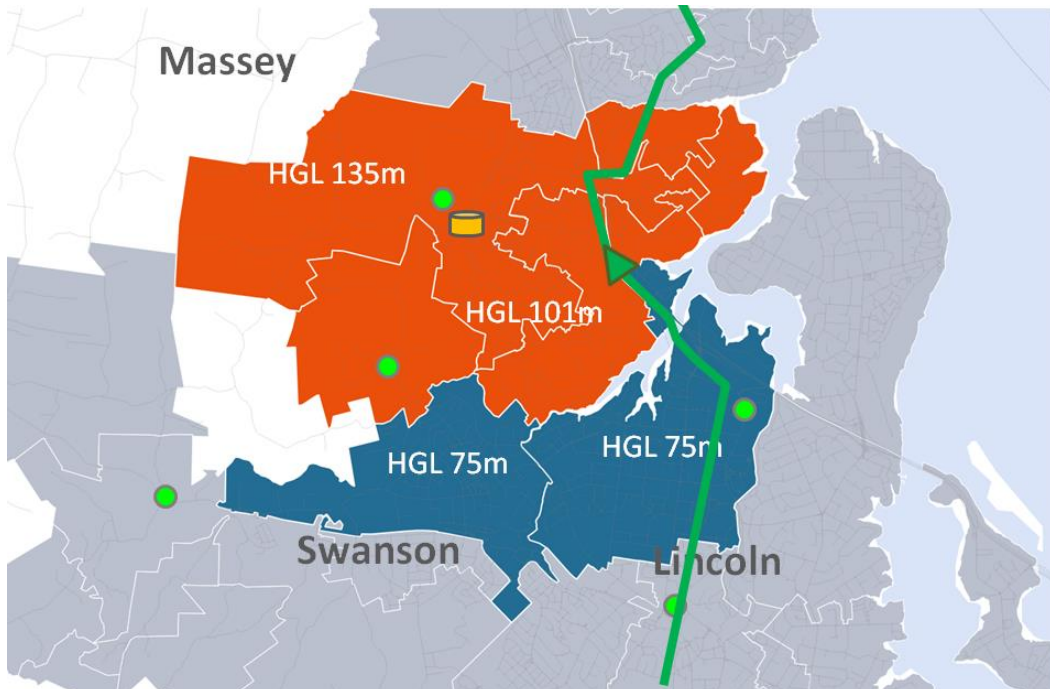 Massey
HGL 135m
HGL 101m
HGL 75m
HGL 75m
Swanson
Lincoln